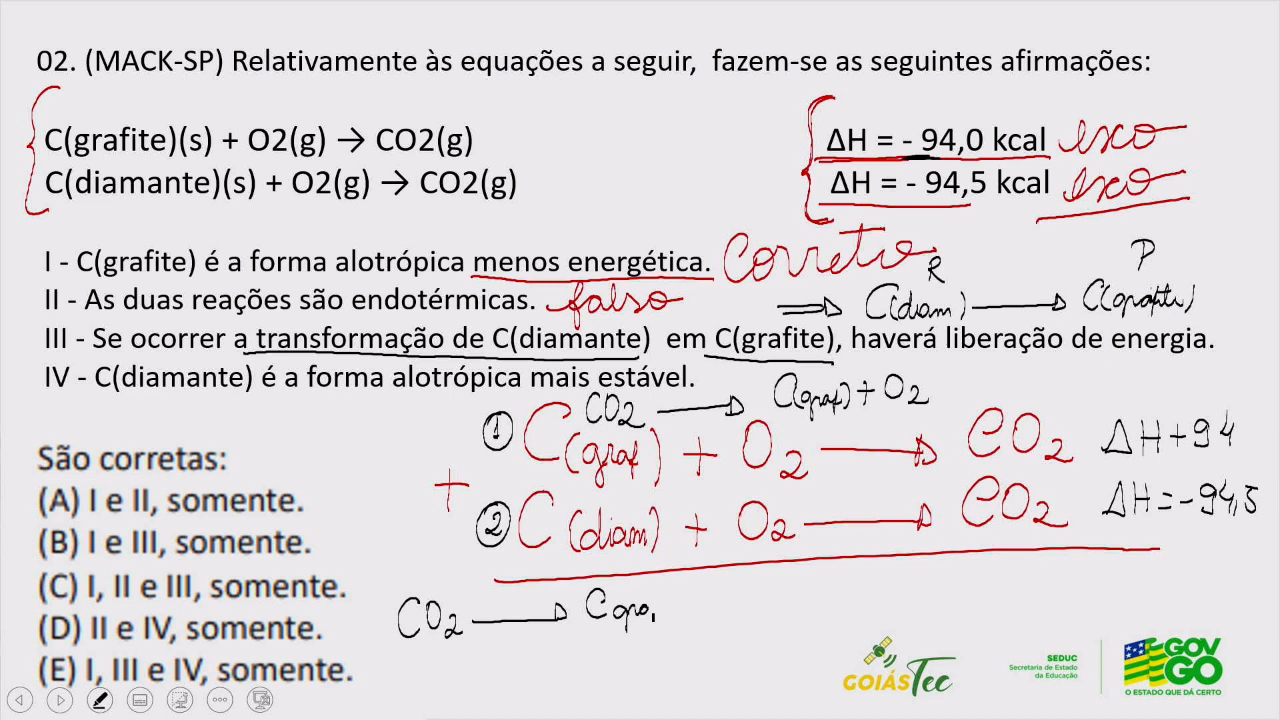 02. (MACK-SP) Relativamente às equações a seguir, fazem-se as seguintes afirmações:
C(grafite)(s) + O2(g) → CO2(g) ΔH = - 94,0 kcal exo
C(diamante)(s) + O2(g) → CO2(g) ΔH = - 94,5 kcal exo
I - C(grafite) é a forma alotrópica menos energética. Correto
R P
II - As duas reações são endotérmicas. falso ⇒ C(diam) → C(grafite)
III - Se ocorrer a transformação de C(diamante) em C(grafite), haverá liberação de energia.
IV - C(diamante) é a forma alotrópica mais estável.
CO2 → C(graf) + O2
① C(graf) + O2 → CO2 ΔH+94
+
② C(diam) + O2 → CO2 ΔH=-94,5
São corretas:
(A) I e II, somente.
(B) I e III, somente.
(C) I, II e III, somente.
(D) II e IV, somente.
(E) I, III e IV, somente.
CO2 → C gra
GOIÁSTec
SEDUC
Secretaria de Estado
da Educação
GOV
GO
O ESTADO QUE DÁ CERTO